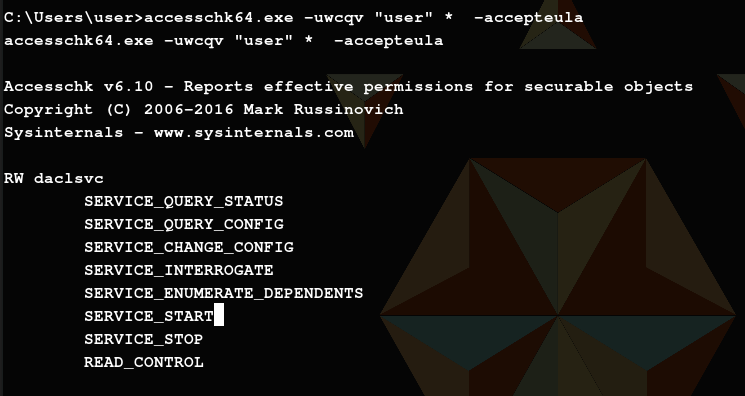 C:\Users\user>accesschk64.exe -uwcqv "user" *  -accepteula
accesschk64.exe -uwcqv "user" *  -accepteula
Accesschk v6.10 - Reports effective permissions for securable objects
Copyright (C) 2006-2016 Mark Russinovich
Sysinternals - www.sysinternals.com
RW daclsvc
SERVICE_QUERY_STATUS
SERVICE_QUERY_CONFIG
SERVICE_CHANGE_CONFIG
SERVICE_INTERROGATE
SERVICE_ENUMERATE_DEPENDENTS
SERVICE_START
SERVICE_STOP
READ_CONTROL